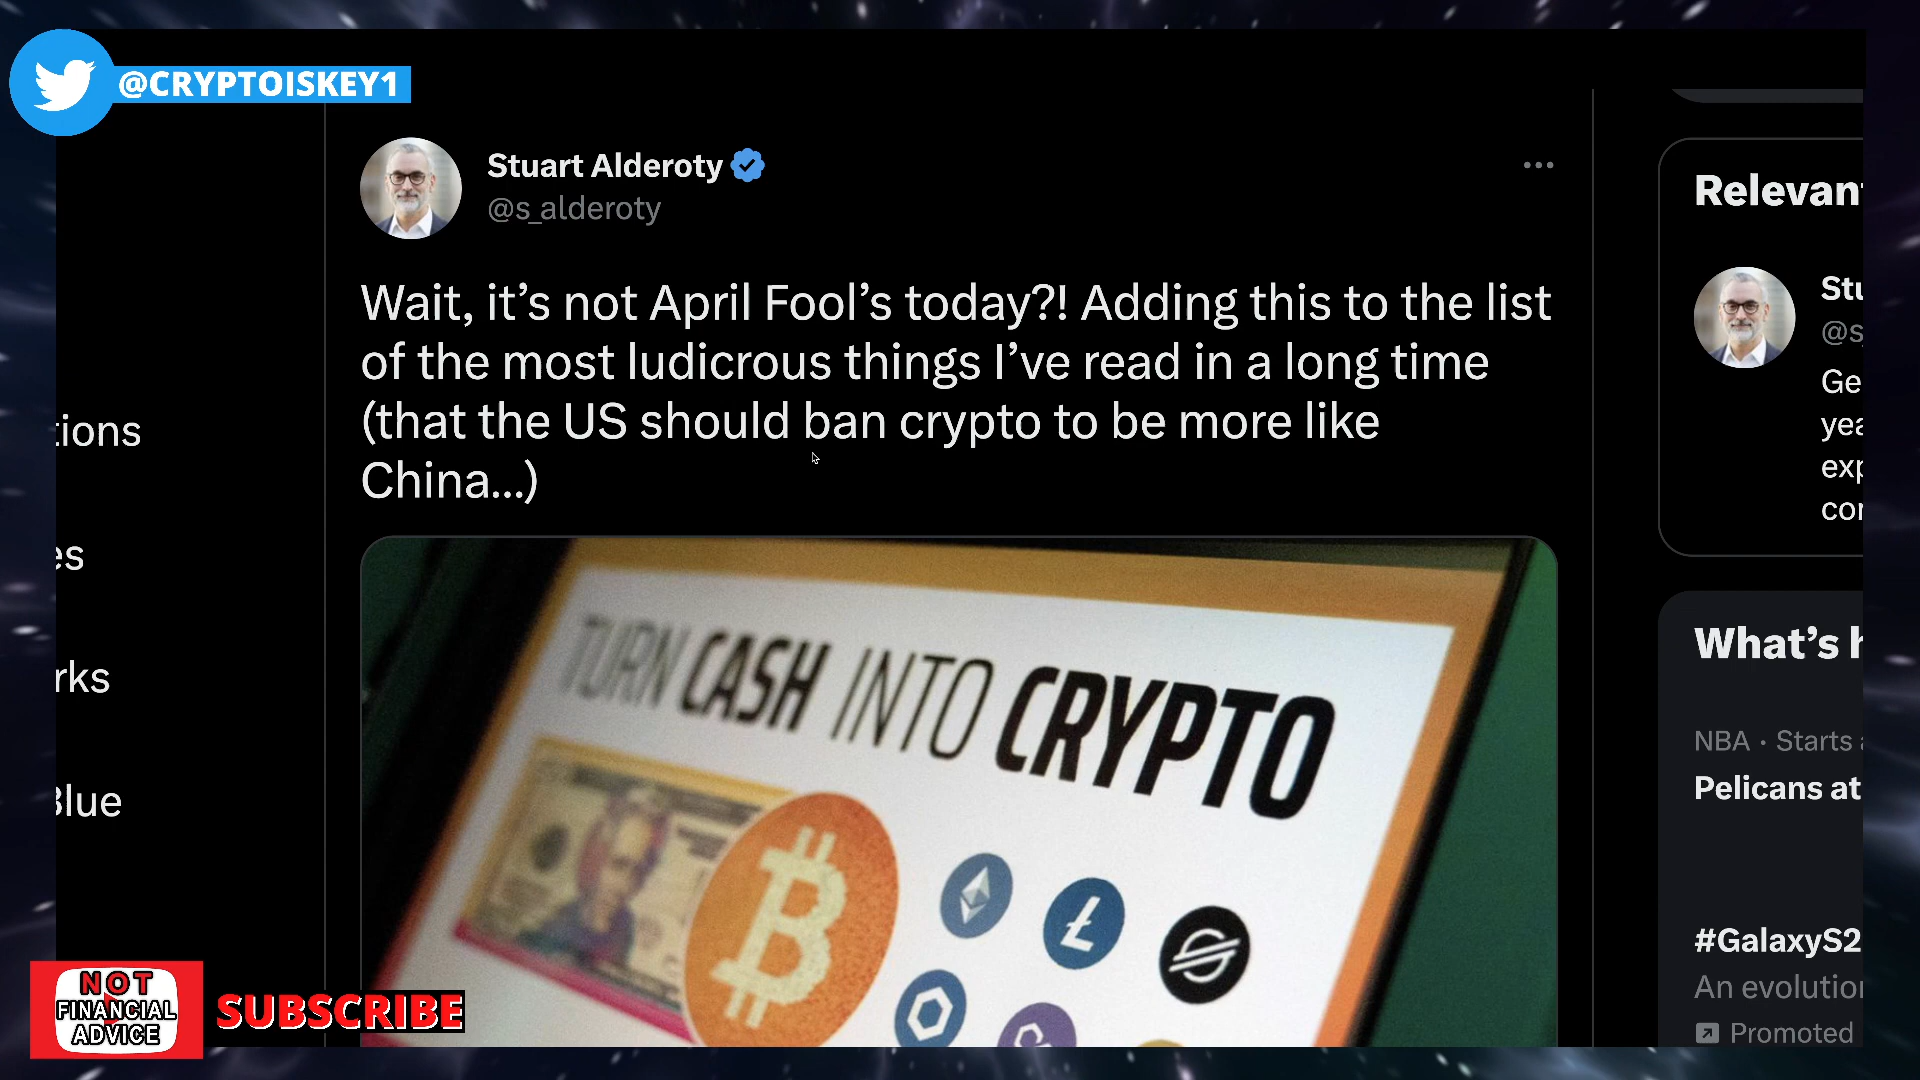 @CRYPTOISKEY1
Stuart Alderoty
@s_alderoty
Wait, it’s not April Fool’s today?! Adding this to the list
of the most ludicrous things I’ve read in a long time
(that the US should ban crypto to be more like
China...)
TURN CASH INTO CRYPTO
tions
es
rks
Blue
Relevan
Stu
@s
Ge
yea
exp
con
What’s h
NBA · Starts
Pelicans at
#GalaxyS2
An evolution
Promoted
NOT
FINANCIAL
ADVICE
SUBSCRIBE